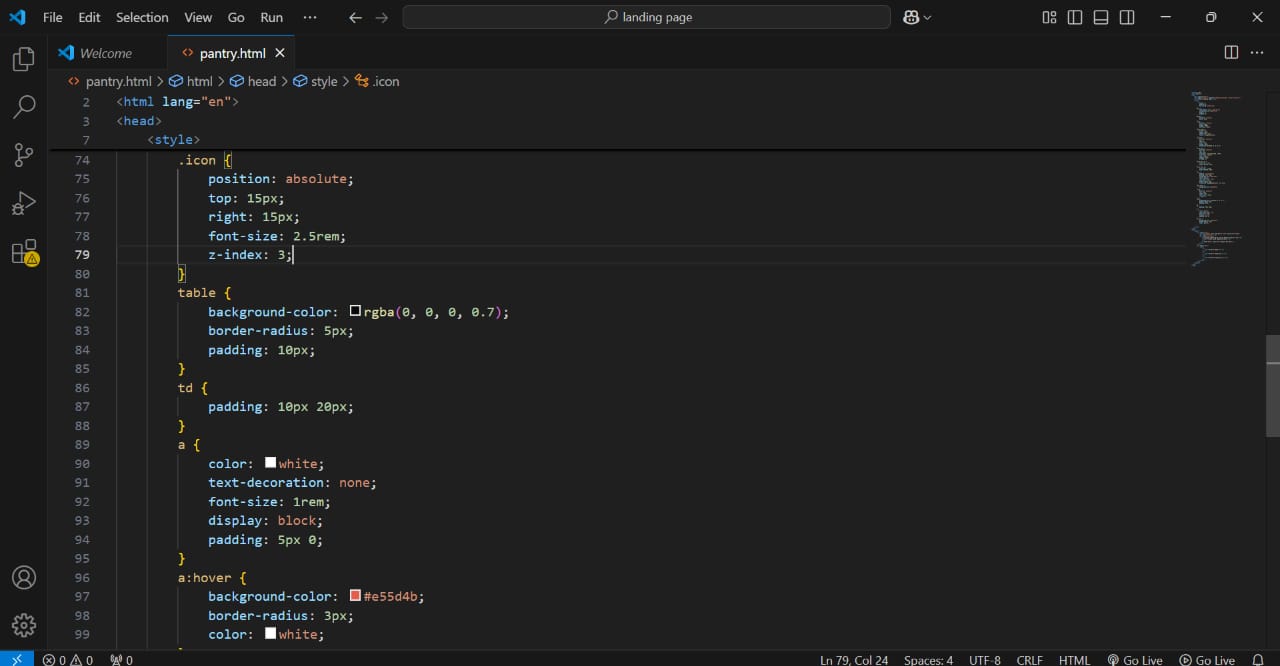 File Edit Selection View Go Run ··· landing page
Welcome pantry.html
pantry.html > html > head > style > .icon
2 <html lang="en">
3 <head>
7 <style>
74 .icon {
75 position: absolute;
76 top: 15px;
77 right: 15px;
78 font-size: 2.5rem;
79 z-index: 3;
80 }
81 table {
82 background-color: rgba(0, 0, 0, 0.7);
83 border-radius: 5px;
84 padding: 10px;
85 }
86 td {
87 padding: 10px 20px;
88 }
89 a {
90 color: white;
91 text-decoration: none;
92 font-size: 1rem;
93 display: block;
94 padding: 5px 0;
95 }
96 a:hover {
97 background-color: #e55d4b;
98 border-radius: 3px;
99 color: white;
0 0 0 Ln 79, Col 24 Spaces: 4 UTF-8 CRLF HTML Go Live Go Live